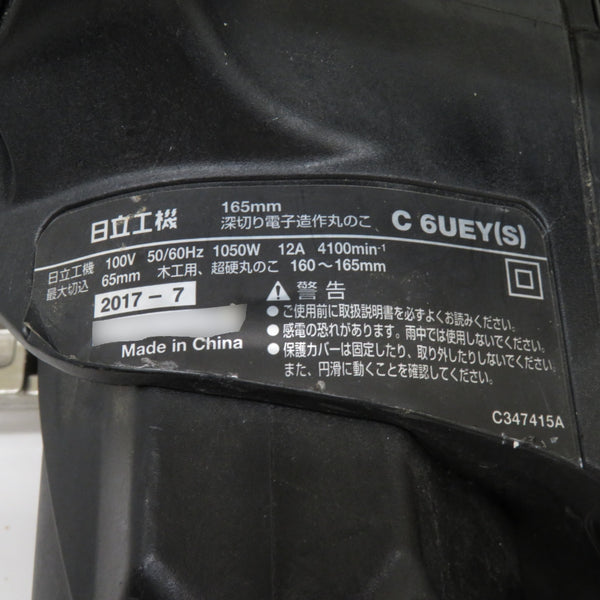 日立工機 165mm 深切り電子造作丸のこ C 6UEY(S)
日立工機 100V 50/60Hz 1050W 12A 4100min-1
最大切込 65mm 木工用、超硬丸のこ 160～165mm
2017 - 7
Made in China
警告
●ご使用前に取扱説明書を必ずよくお読みください。
●感電の恐れがあります。雨中では使用しないでください。
●保護カバーは固定したり、取り外したりしないでください。
また、円滑に動くことを確認してください。
C347415A